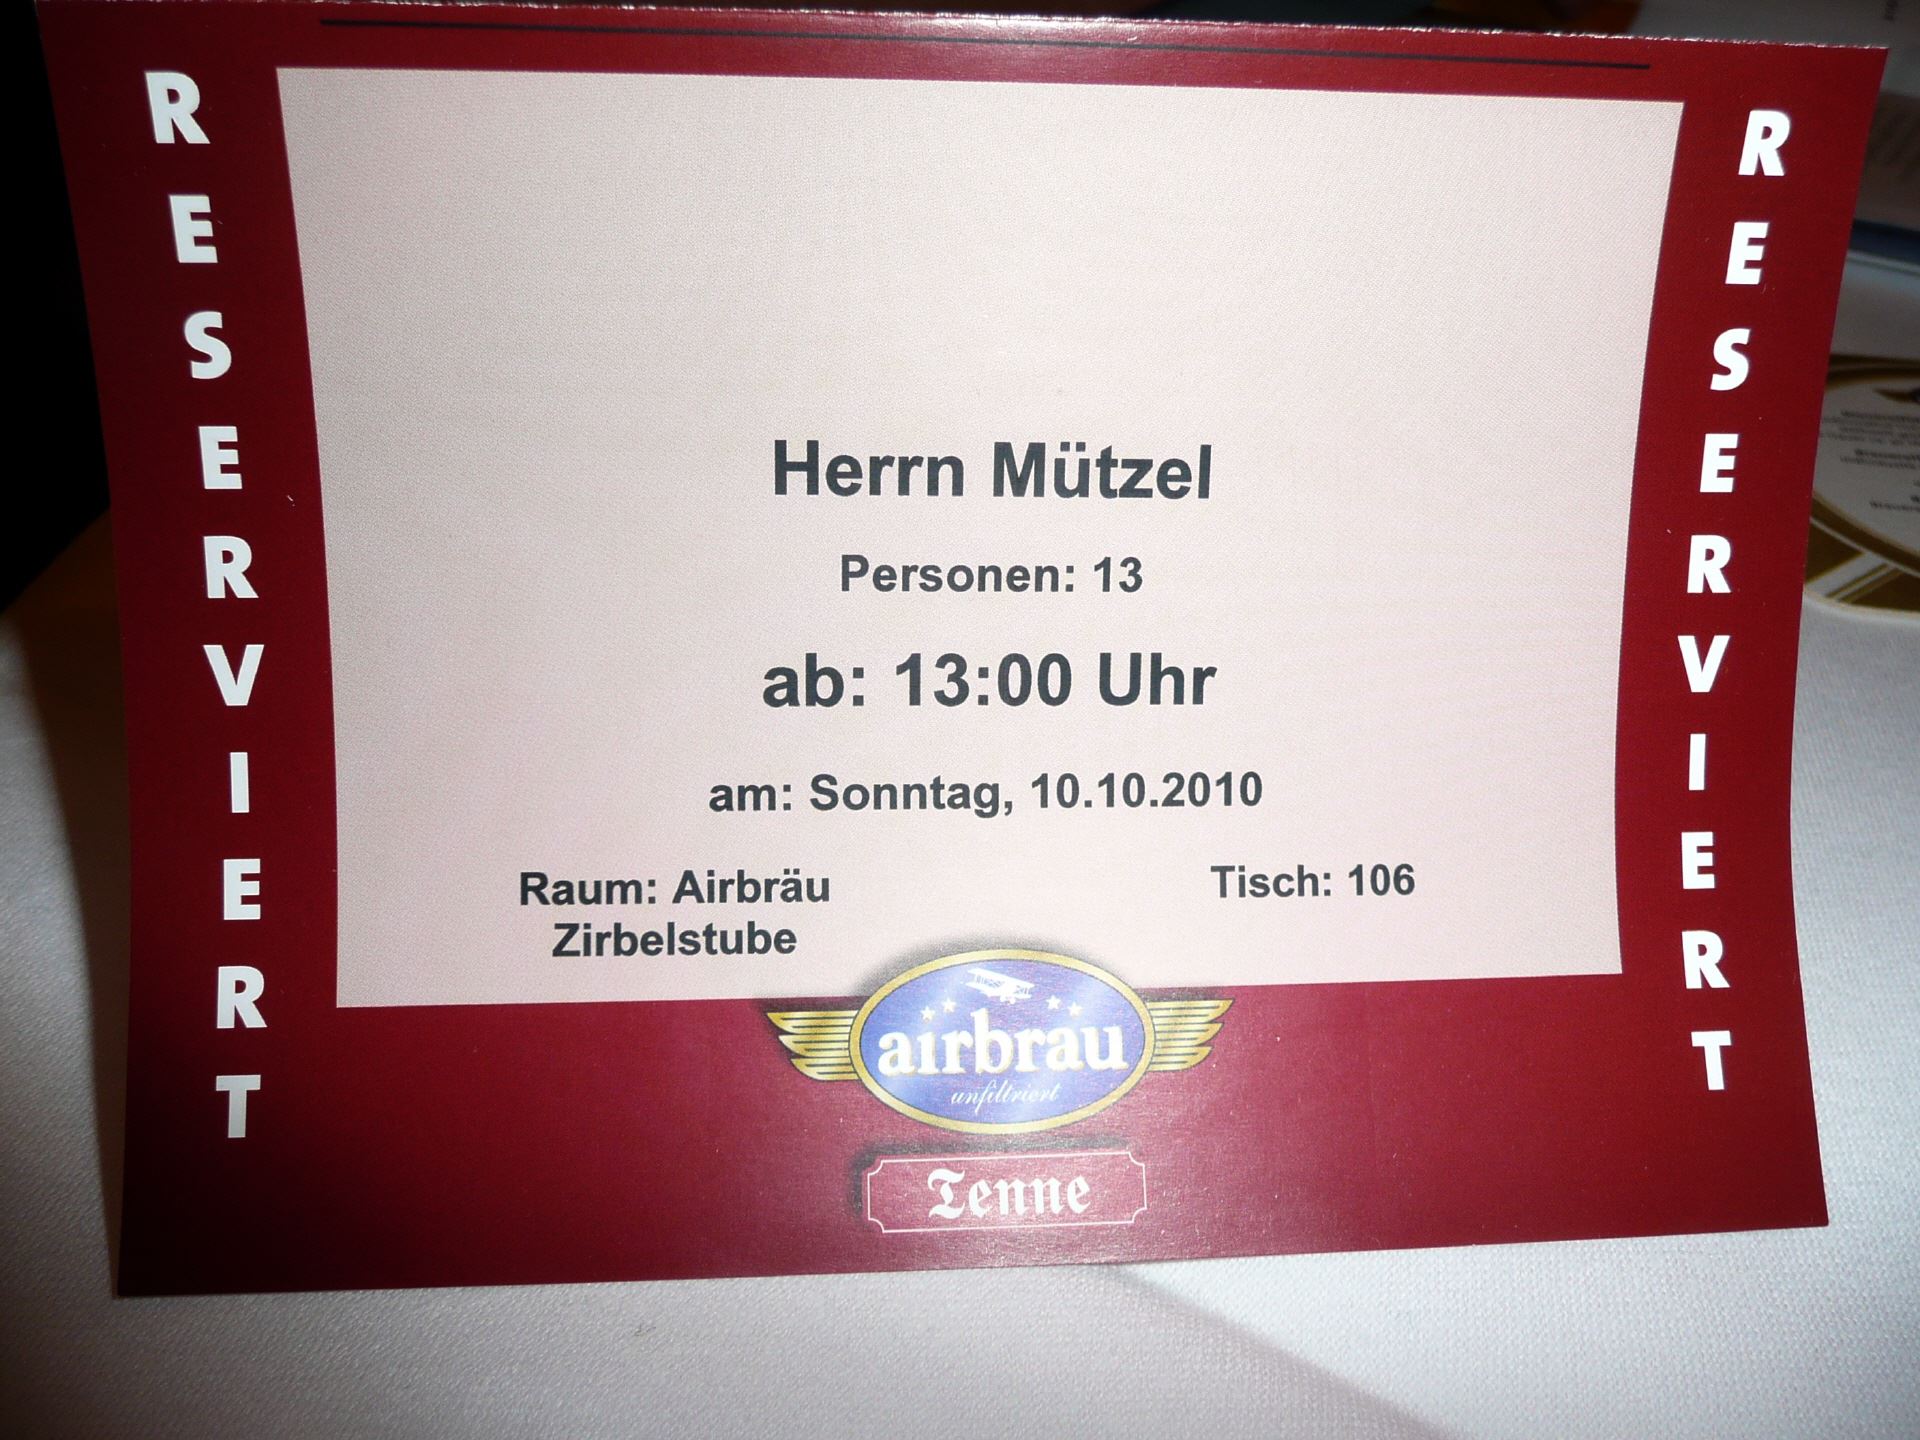 RESERVIERT
RESERVIERT
Herrn Mützel
Personen: 13
ab: 13:00 Uhr
am: Sonntag, 10.10.2010
Raum: Airbräu
Zirbelstube
Tisch: 106
airbräu
unfiltriert
Tenne